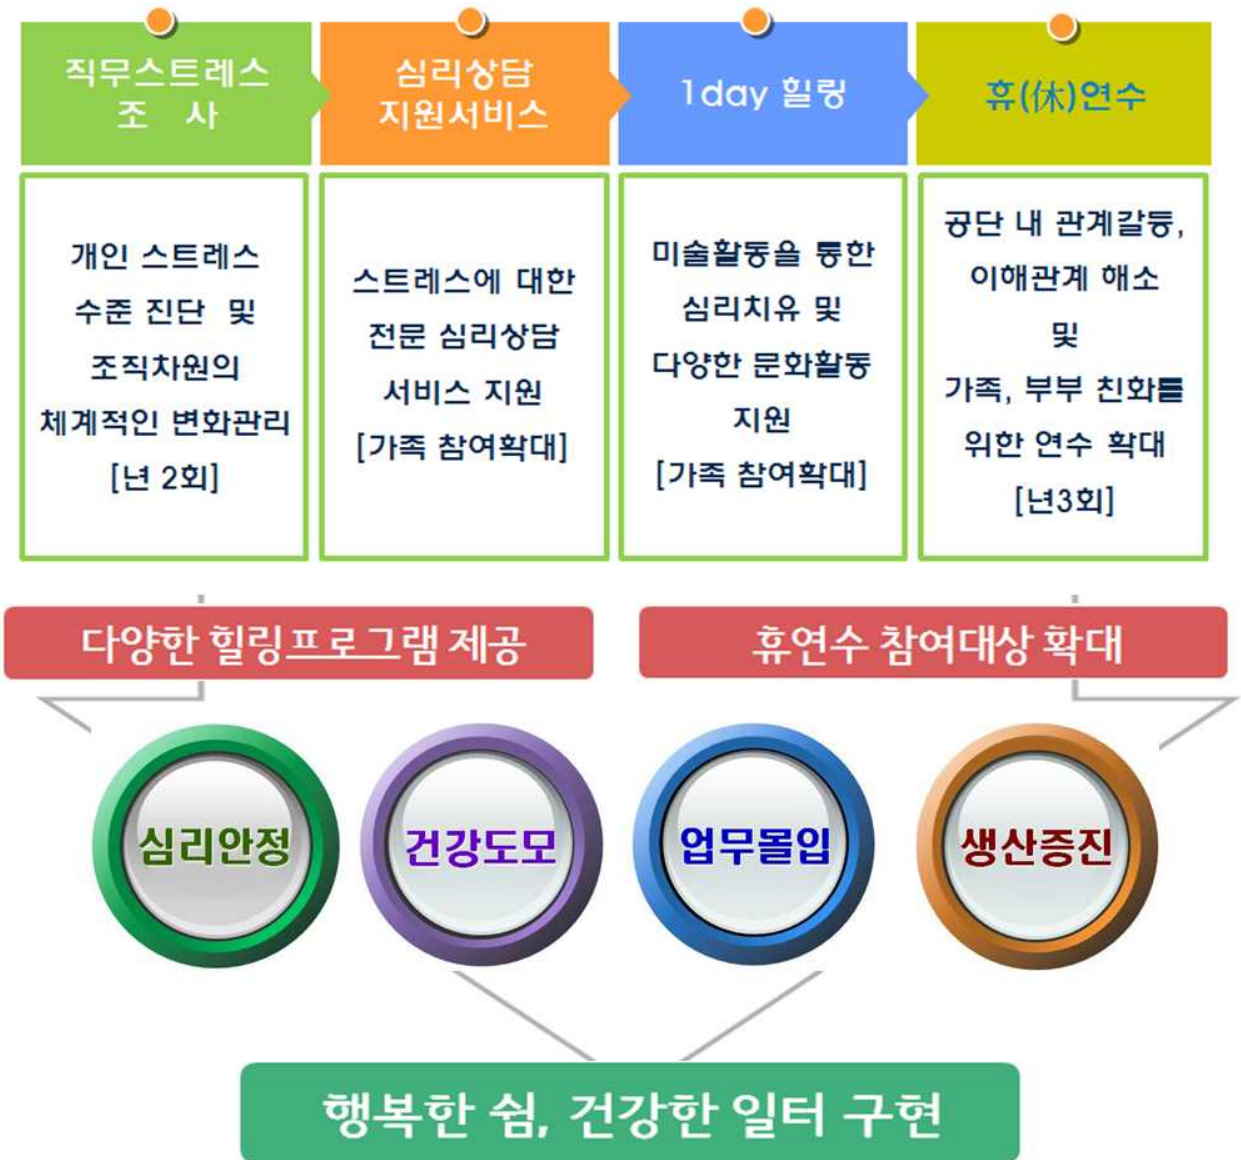 직무스트레스
조 사
심리상담
지원서비스
1day 힐링
휴(休)연수
개인 스트레스
수준 진단 및
조직차원의
체계적인 변화관리
[년 2회]
스트레스에 대한
전문 심리상담
서비스 지원
[가족 참여확대]
미술활동을 통한
심리치유 및
다양한 문화활동
지원
[가족 참여확대]
공단 내 관계갈등,
이해관계 해소
및
가족, 부부 친화를
위한 연수 확대
[년3회]
다양한 힐링프로그램 제공
휴연수 참여대상 확대
심리안정
건강도모
업무몰입
생산증진
행복한 쉼, 건강한 일터 구현